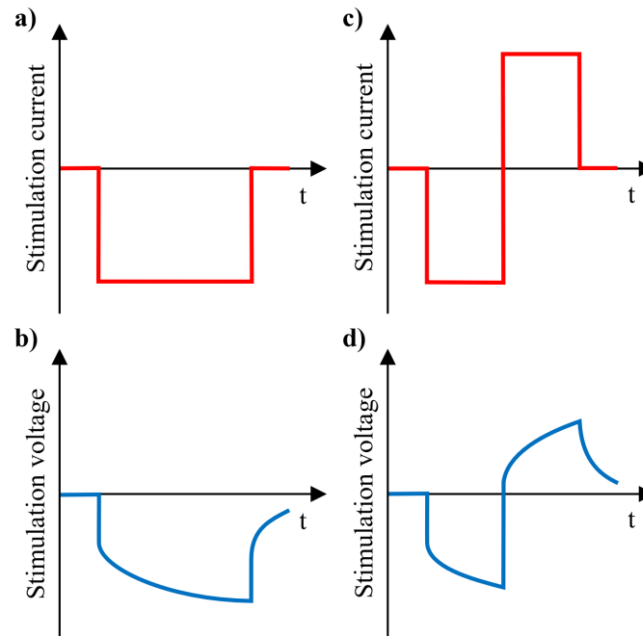 a)
Stimulation current
t
c)
Stimulation current
t
b)
Stimulation voltage
t
d)
Stimulation voltage
t